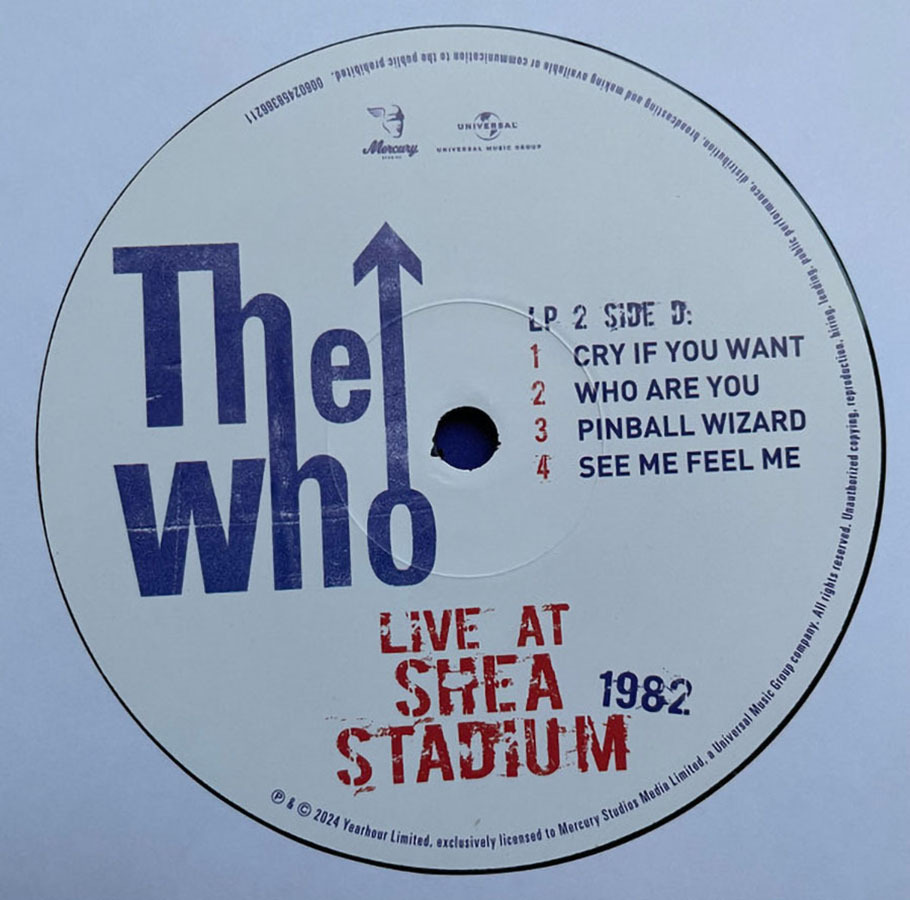 Mercury
STUDIOS
UNIVERSAL
UNIVERSAL MUSIC GROUP
The
Who
LP 2 SIDE D:
1 CRY IF YOU WANT
2 WHO ARE YOU
3 PINBALL WIZARD
4 SEE ME FEEL ME
LIVE AT
SHEA
STADIUM
1982
℗ & © 2024 Yearhour Limited, exclusively licensed to Mercury Studios Media Limited, a Universal Music Group company. All rights reserved. Unauthorized copying, reproduction, hiring, lending, public performance, distribution, broadcasting and making available or communication to the public prohibited. 00602458360211